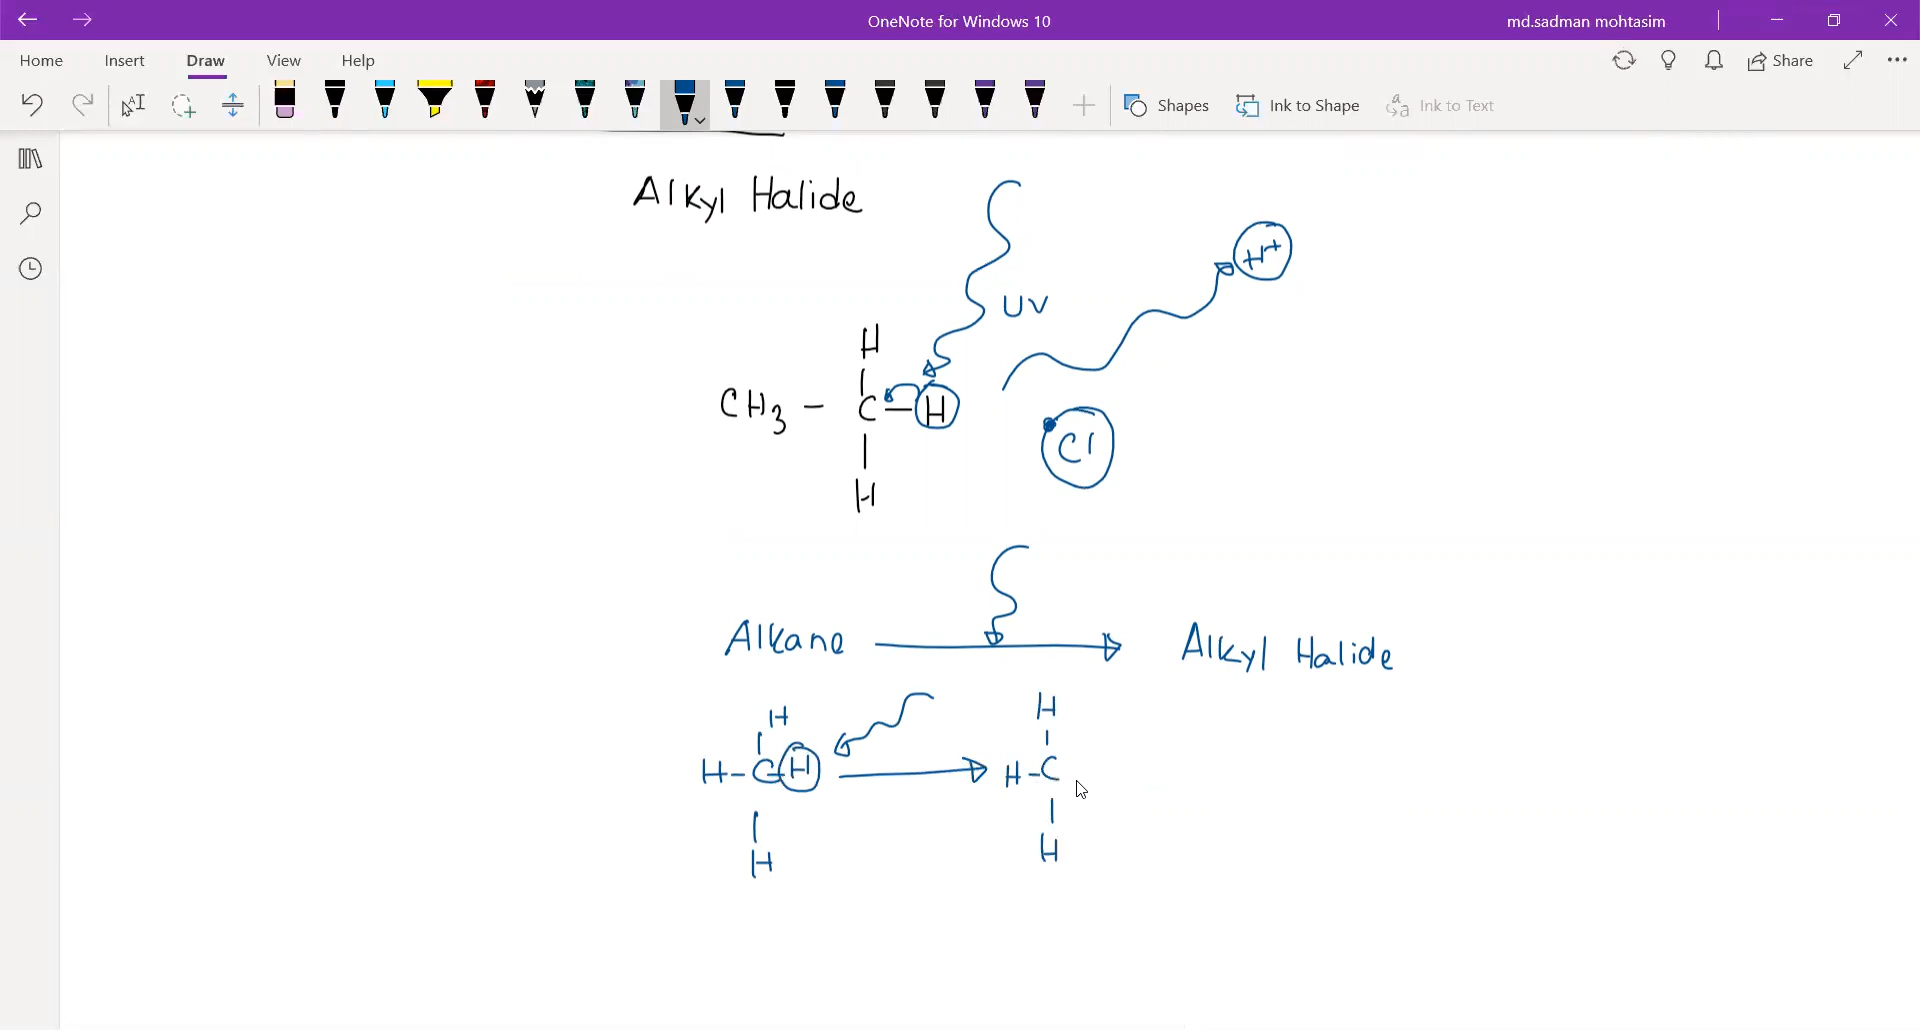 OneNote for Windows 10
md.sadman mohtasim
Home Insert Draw View Help
Share
Shapes Ink to Shape Ink to Text
Alkyl Halide
H+
UV
H
CH3 - C - H
Cl
H
Alkane Alkyl Halide
H H
H-C-H H-C
H H